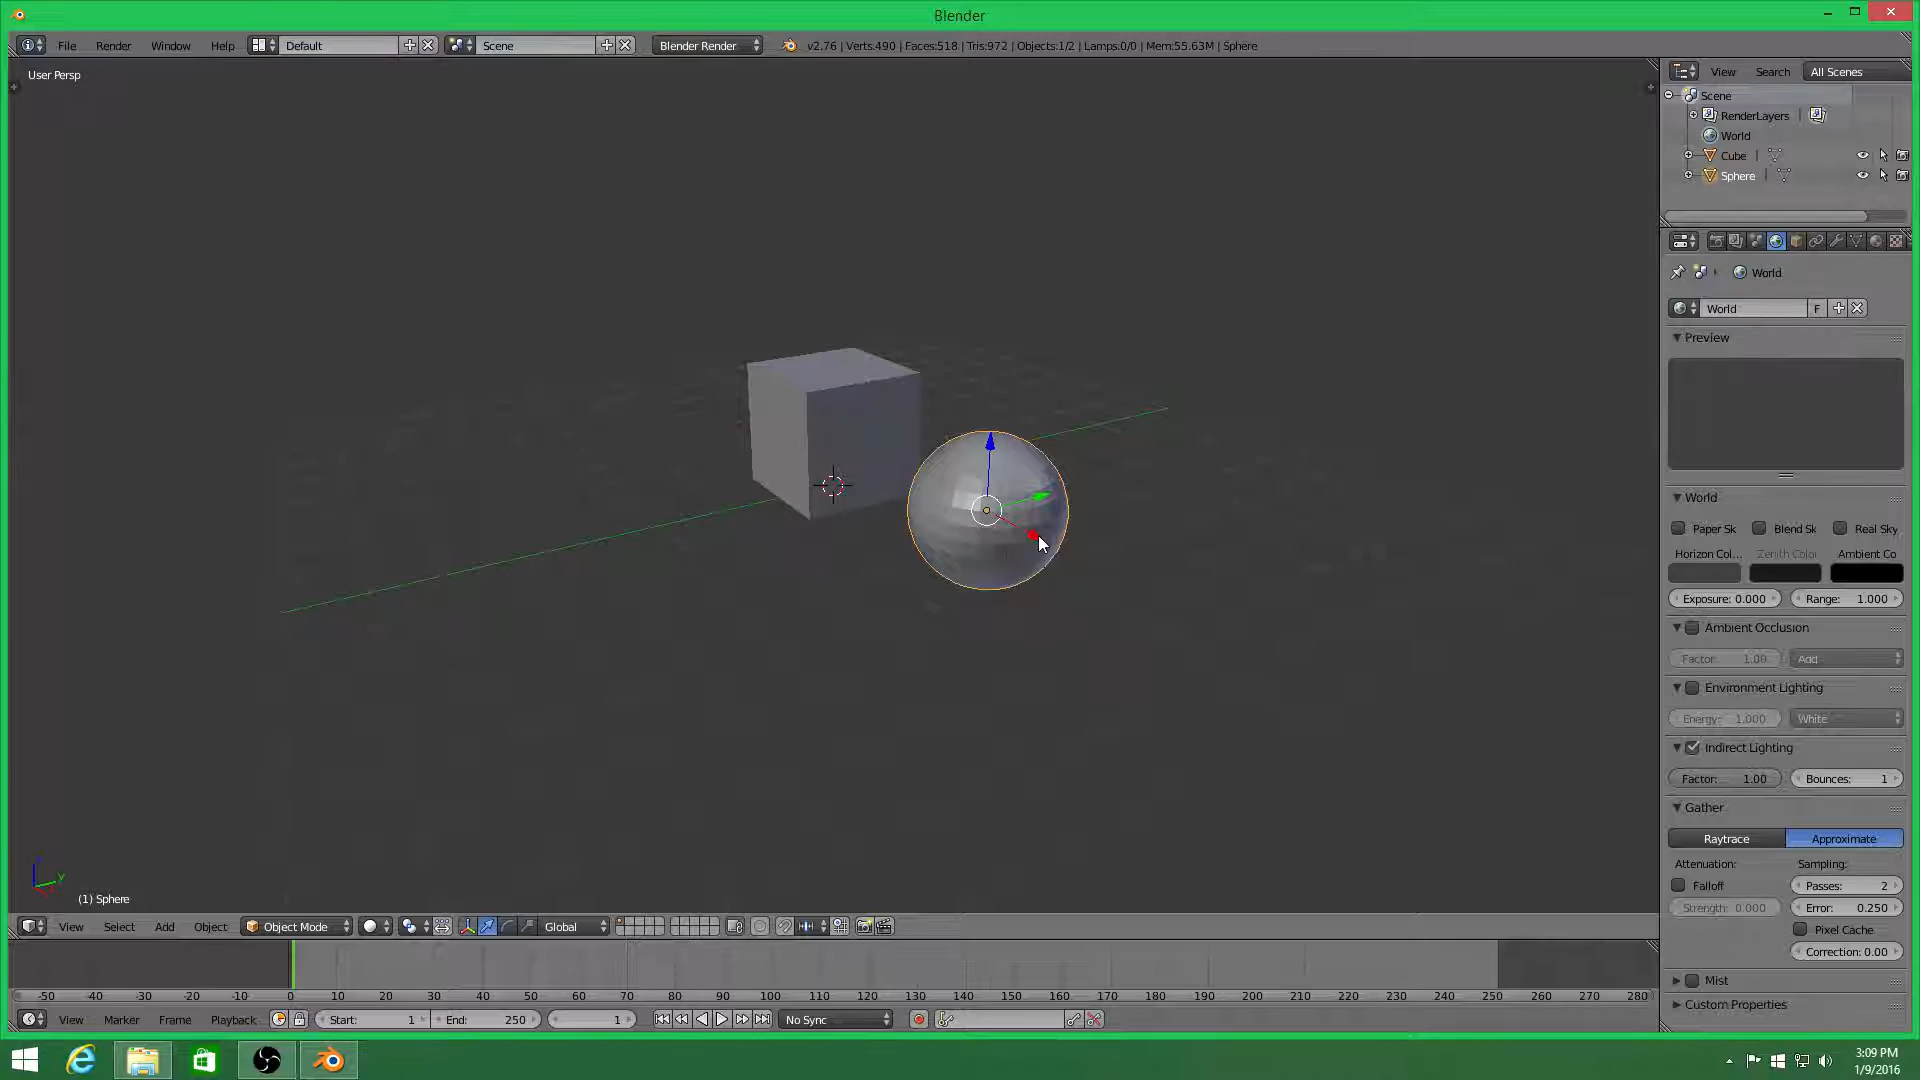 Blender
File Render Window Help Default Scene Blender Render v2.76 | Verts:490 | Faces:518 | Tris:972 | Objects:1/2 | Lamps:0/0 | Mem:55.63M | Sphere
User Persp
View Search All Scenes
Scene
RenderLayers
World
Cube
Sphere
World
World F
Preview
World
Paper Sk Blend Sk Real Sky
Horizon Col... Zenith Color Ambient Co
Exposure: 0.000 Range: 1.000
Ambient Occlusion
Factor: 1.00 Add
Environment Lighting
Energy: 1.000 White
Indirect Lighting
Factor: 1.00 Bounces: 1
Gather
Raytrace Approximate
Attenuation: Sampling:
Falloff Passes: 2
Strength: 0.000 Error: 0.250
Pixel Cache
Correction: 0.00
Mist
Custom Properties
y
(1) Sphere
View Select Add Object Object Mode Global
-50 -40 -30 -20 -10 0 10 20 30 40 50 60 70 80 90 100 110 120 130 140 150 160 170 180 190 200 210 220 230 240 250 260 270 280
View Marker Frame Playback Start: 1 End: 250 1 No Sync
3:09 PM
1/9/2016